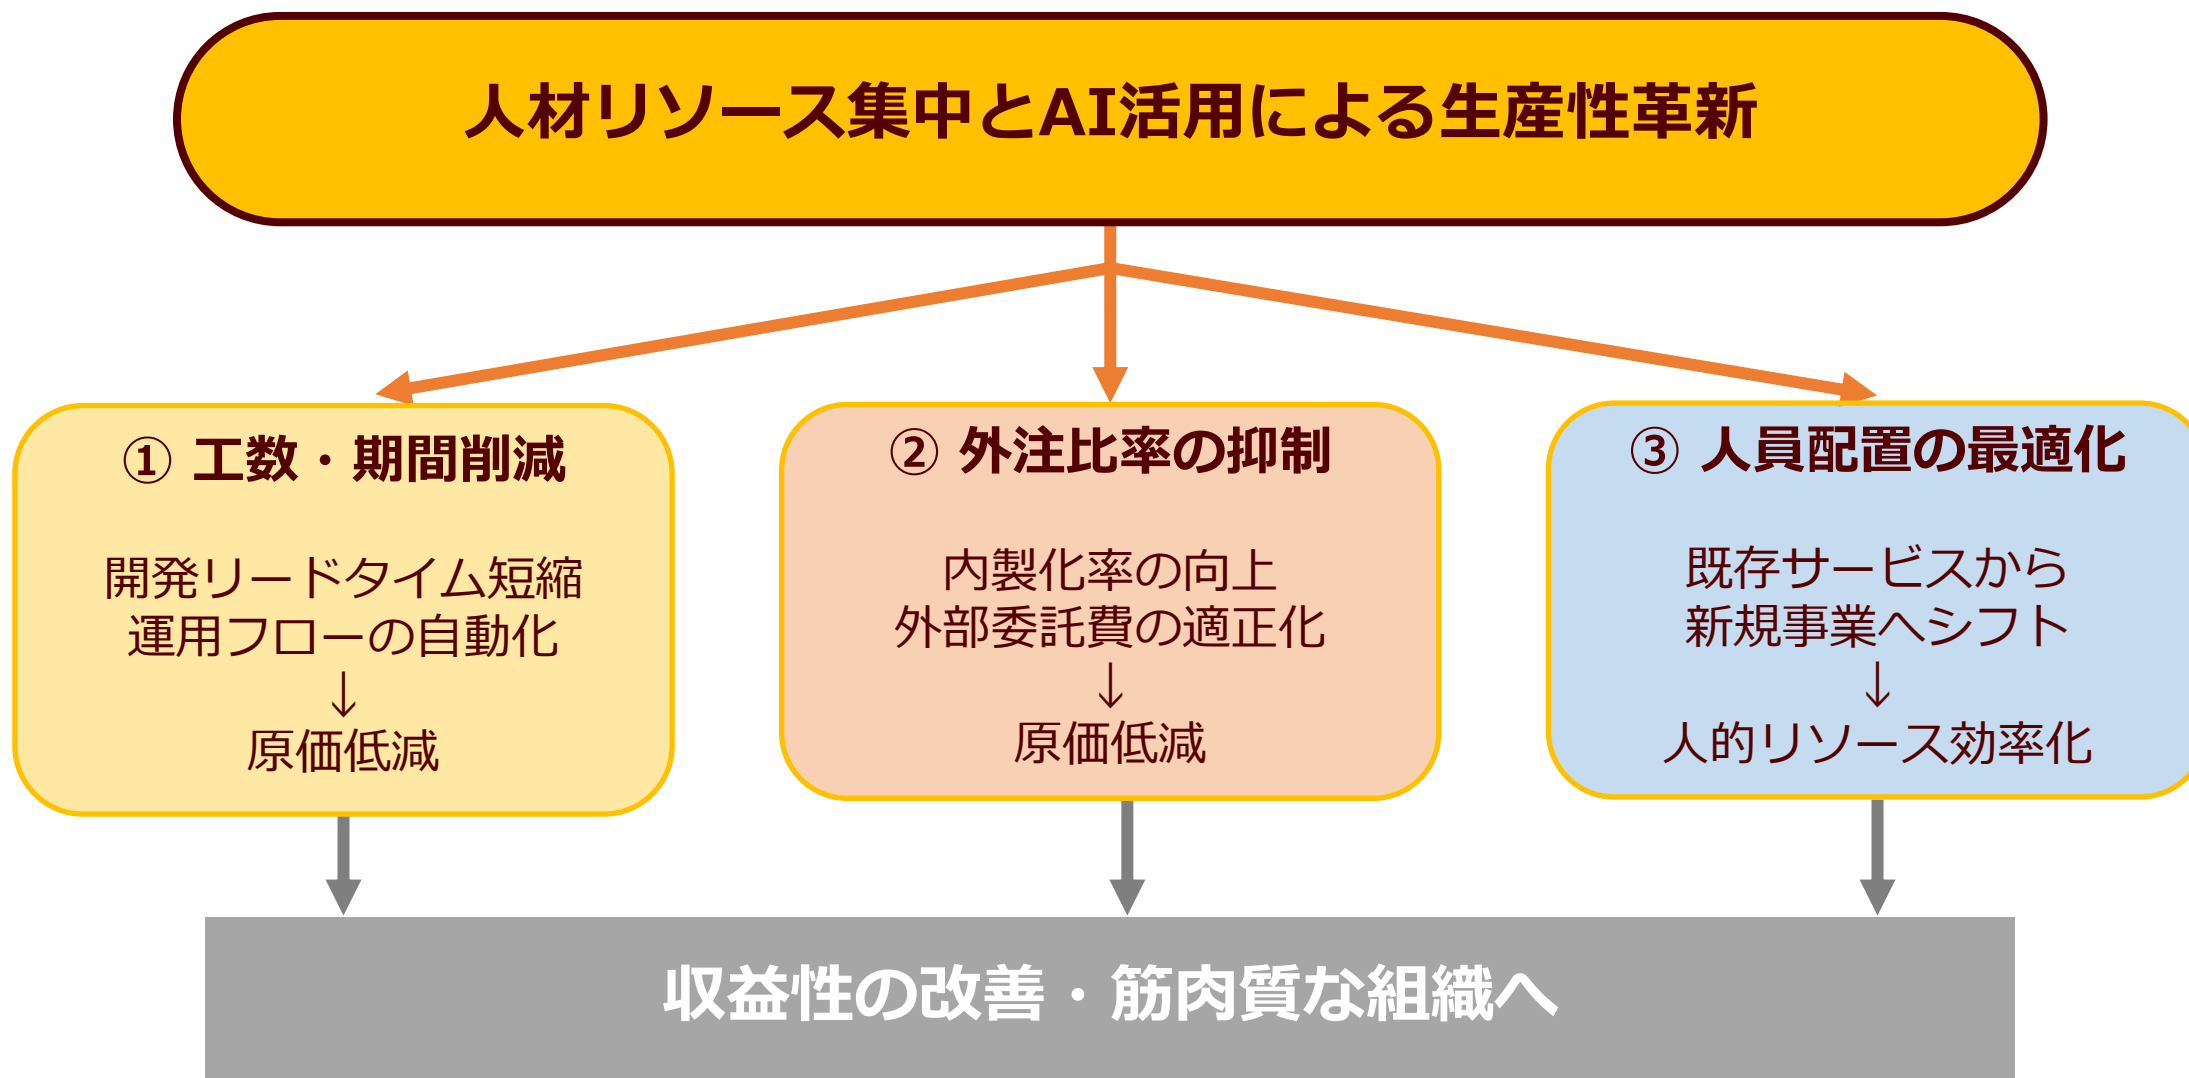 人材リソース集中とAI活用による生産性革新
① 工数・期間削減
開発リードタイム短縮
運用フローの自動化
↓
原価低減
② 外注比率の抑制
内製化率の向上
外部委託費の適正化
↓
原価低減
③ 人員配置の最適化
既存サービスから
新規事業へシフト
↓
人的リソース効率化
収益性の改善・筋肉質な組織へ